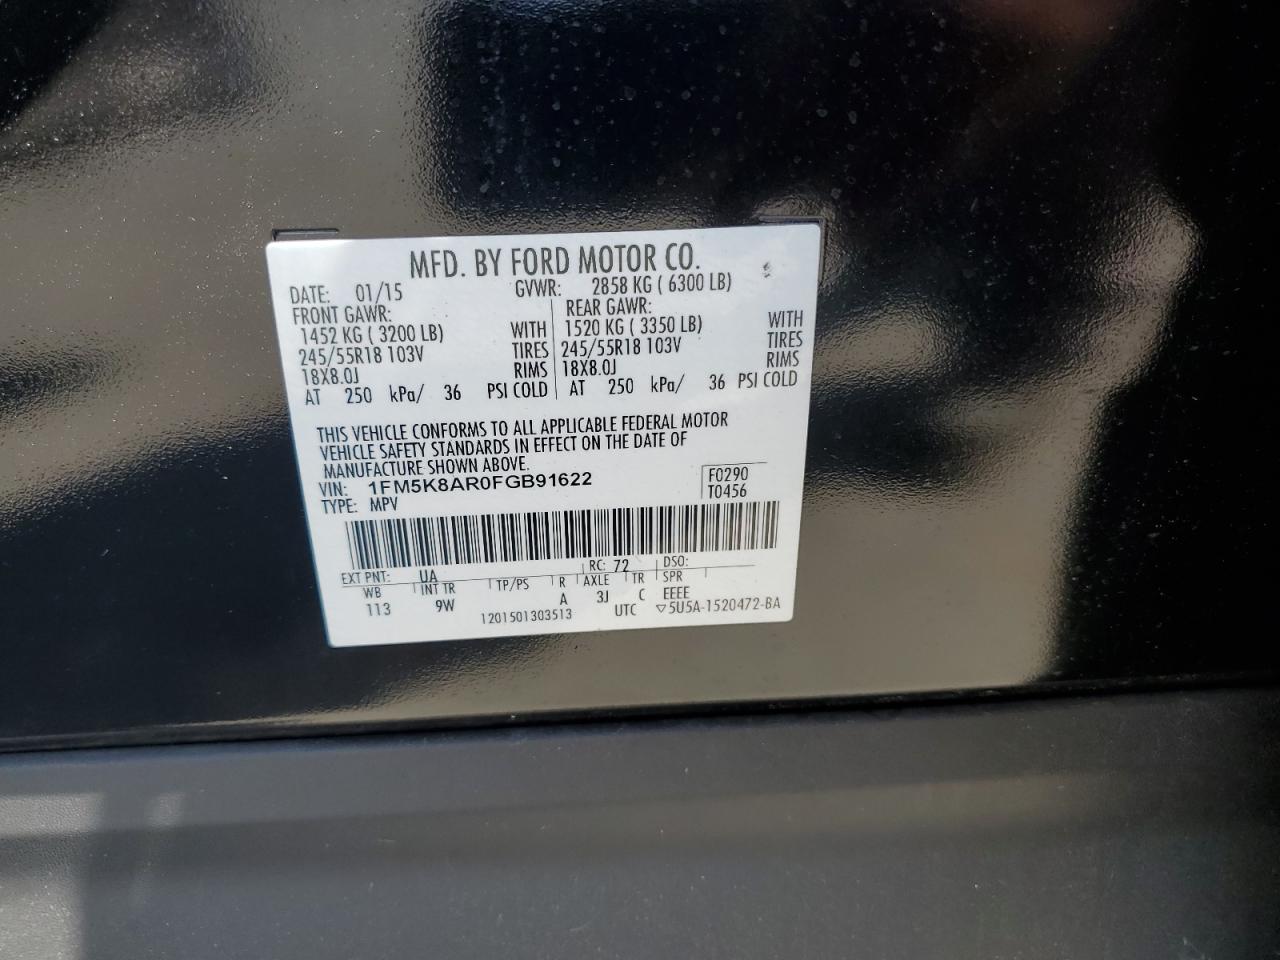 MFD. BY FORD MOTOR CO.
DATE: 01/15 GVWR: 2858 KG ( 6300 LB)
FRONT GAWR: REAR GAWR:
1452 KG ( 3200 LB) WITH 1520 KG ( 3350 LB) WITH
245/55R18 103V TIRES 245/55R18 103V TIRES
18X8.0J RIMS 18X8.0J RIMS
AT 250 kPa/ 36 PSI COLD AT 250 kPa/ 36 PSI COLD
THIS VEHICLE CONFORMS TO ALL APPLICABLE FEDERAL MOTOR
VEHICLE SAFETY STANDARDS IN EFFECT ON THE DATE OF
MANUFACTURE SHOWN ABOVE.
VIN: 1FM5K8AR0FGB91622 F0290
TYPE: MPV T0456
EXT PNT: UA RC: 72 DSO:
WB INT TR TP/PS R AXLE TR SPR
113 9W A 3J C EEEE
1201501303513 UTC ▽5U5A-1520472-BA